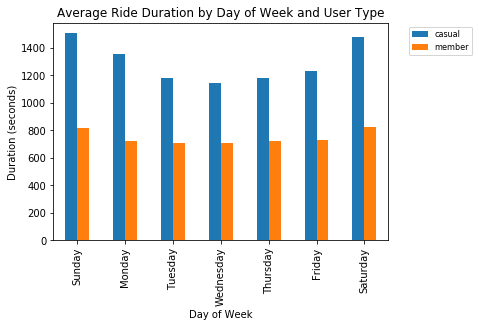 Average Ride Duration by Day of Week and User Type
casual
member
Duration (seconds)
1400
1200
1000
800
600
400
200
0
Sunday
Monday
Tuesday
Wednesday
Thursday
Friday
Saturday
Day of Week